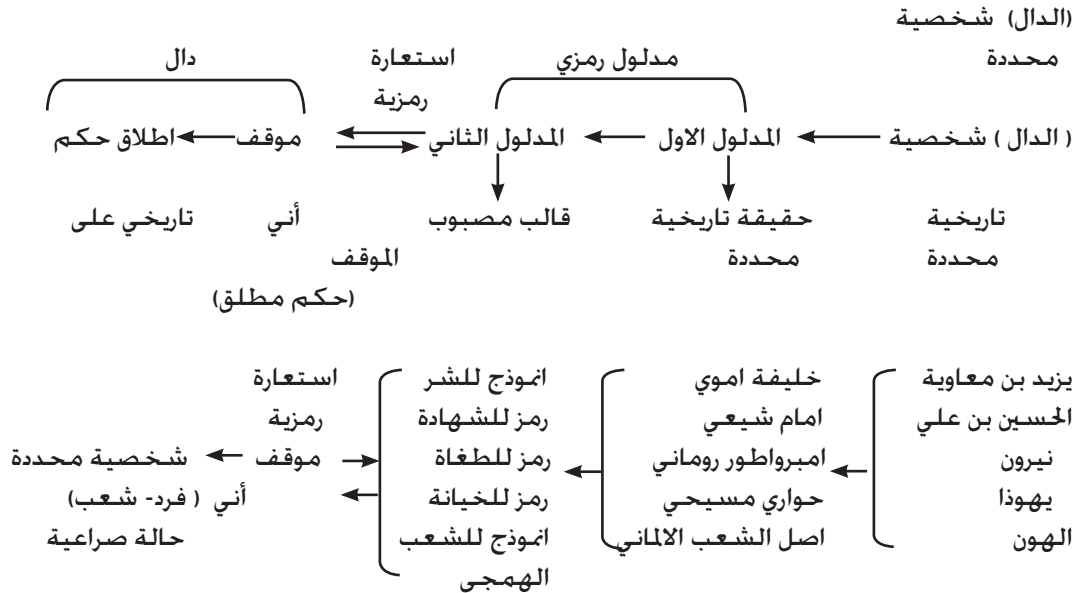 (الدال) شخصية
محددة مدلول رمزي استعارة دال
رمزية
( الدال ) شخصية المدلول الاول المدلول الثاني موقف اطلاق حكم
تاريخية حقيقة تاريخية قالب مصبوب أني تاريخي على
محددة محددة الموقف
(حكم مطلق)
يزيد بن معاوية خليفة اموي انموذج للشر استعارة
الحسين بن علي امام شيعي رمز للشهادة رمزية
نيرون امبرواطور روماني رمز للطغاة موقف شخصية محددة
يهوذا حواري مسيحي رمز للخيانة أني ( فرد- شعب)
الهون اصل الشعب الالماني انموذج للشعب حالة صراعية
الهمجي